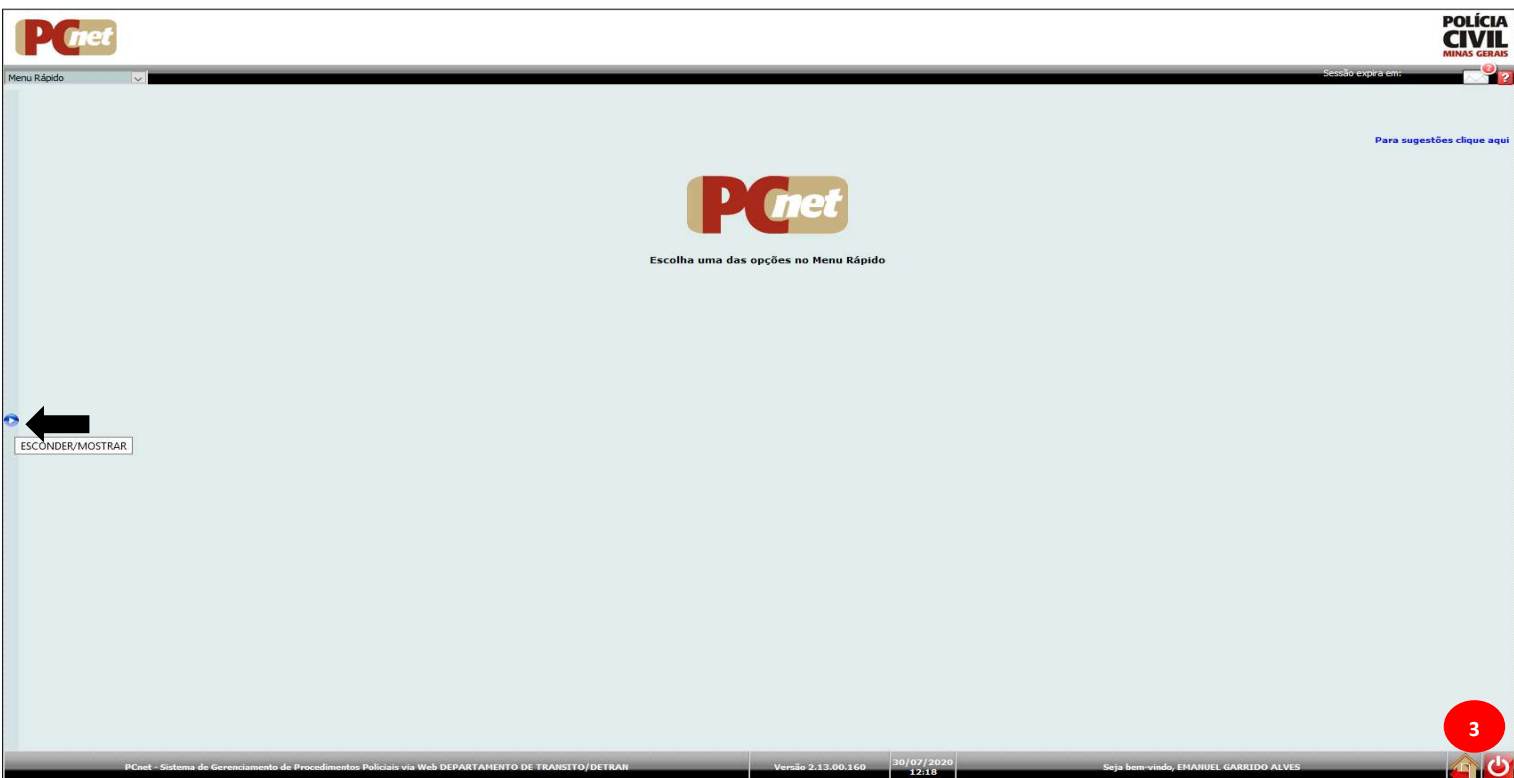 PCnet
POLÍCIA
CIVIL
MINAS GERAIS
Menu Rápido
Sessão expira em:
?
?
Para sugestões clique aqui
PCnet
Escolha uma das opções no Menu Rápido
ESCONDER/MOSTRAR
3
PCnet - Sistema de Gerenciamento de Procedimentos Policiais via Web DEPARTAMENTO DE TRANSITO/DETRAN
Versão 2.13.00.160
30/07/2020
12:18
Seja bem-vindo, EMANUEL GARRIDO ALVES